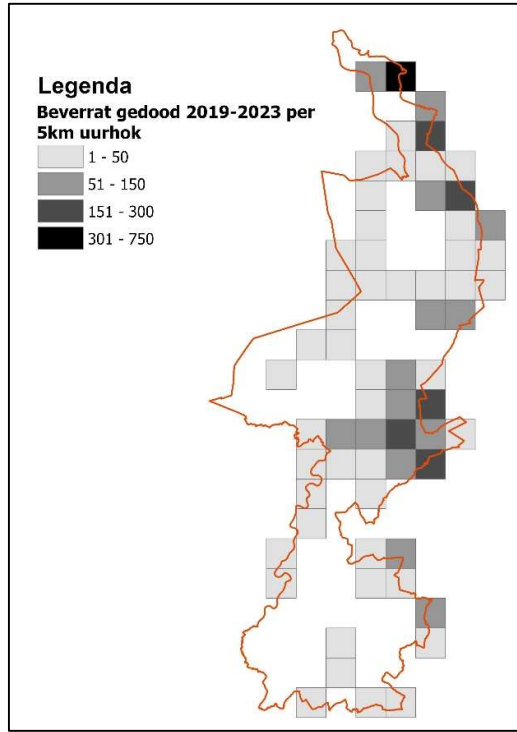 Legenda
Beverrat gedood 2019-2023 per
5km uurhok
1 - 50
51 - 150
151 - 300
301 - 750